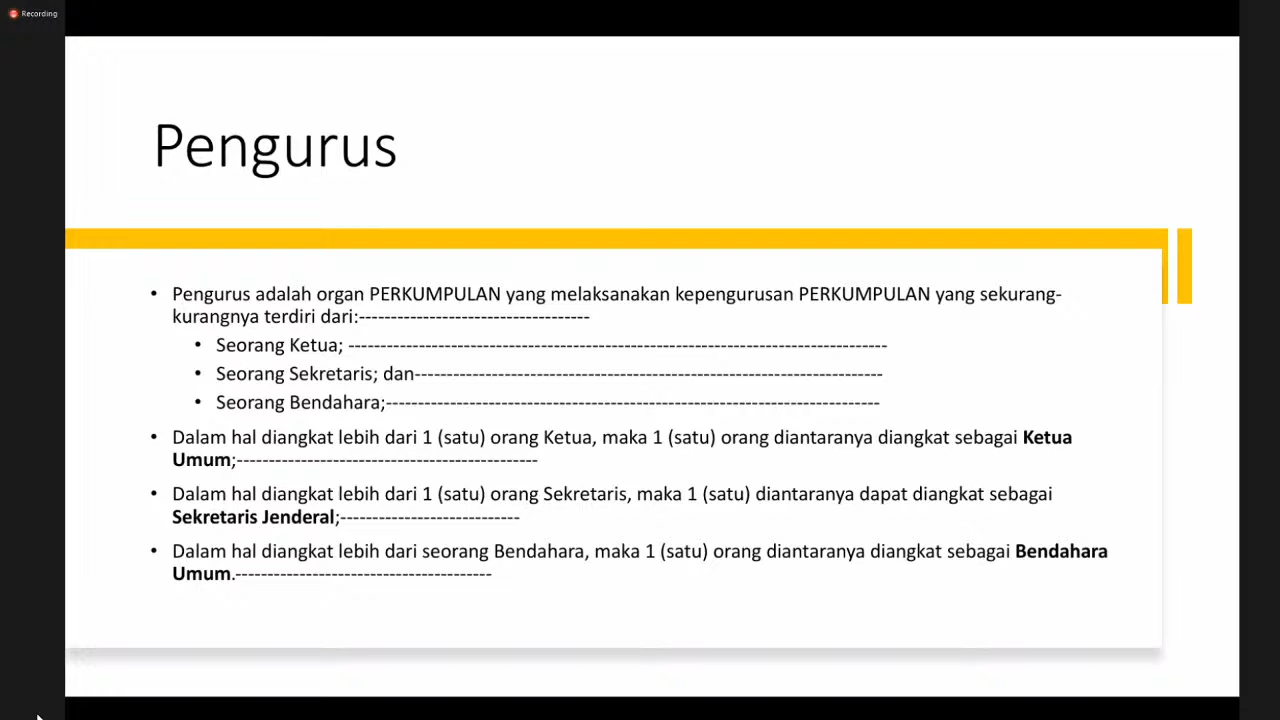 Recording
Pengurus
• Pengurus adalah organ PERKUMPULAN yang melaksanakan kepengurusan PERKUMPULAN yang sekurang-
kurangnya terdiri dari:------------------------------------
• Seorang Ketua; ------------------------------------------------------------------------------------
• Seorang Sekretaris; dan-------------------------------------------------------------------------
• Seorang Bendahara;-----------------------------------------------------------------------------
• Dalam hal diangkat lebih dari 1 (satu) orang Ketua, maka 1 (satu) orang diantaranya diangkat sebagai Ketua
Umum;-----------------------------------------------
• Dalam hal diangkat lebih dari 1 (satu) orang Sekretaris, maka 1 (satu) diantaranya dapat diangkat sebagai
Sekretaris Jenderal;----------------------------
• Dalam hal diangkat lebih dari seorang Bendahara, maka 1 (satu) orang diantaranya diangkat sebagai Bendahara
Umum.----------------------------------------